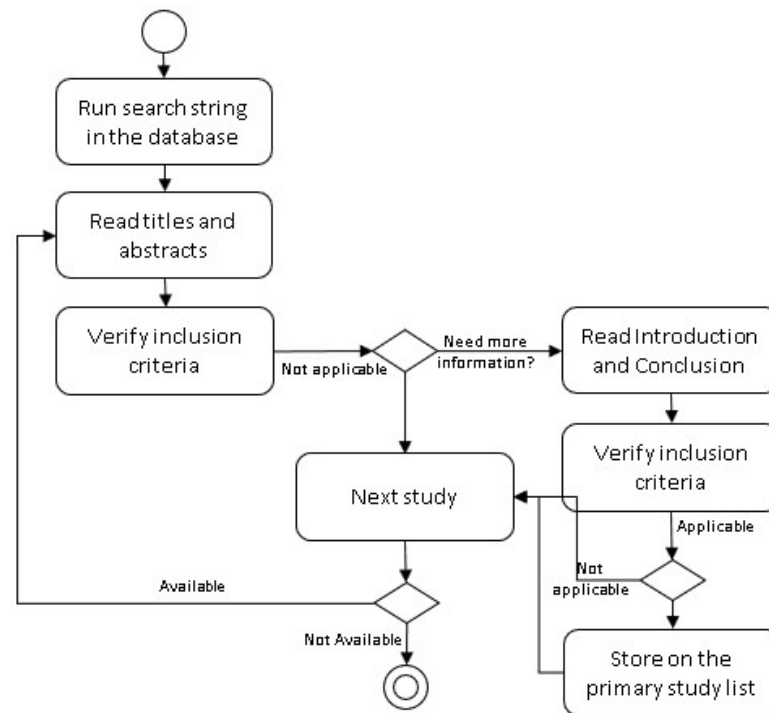 Run search string
in the database
Read titles and
abstracts
Verify inclusion
criteria
Not applicable
Need more
information?
Read Introduction
and Conclusion
Verify inclusion
criteria
Next study
Applicable
Not
applicable
Available
Not Available
Store on the
primary study list